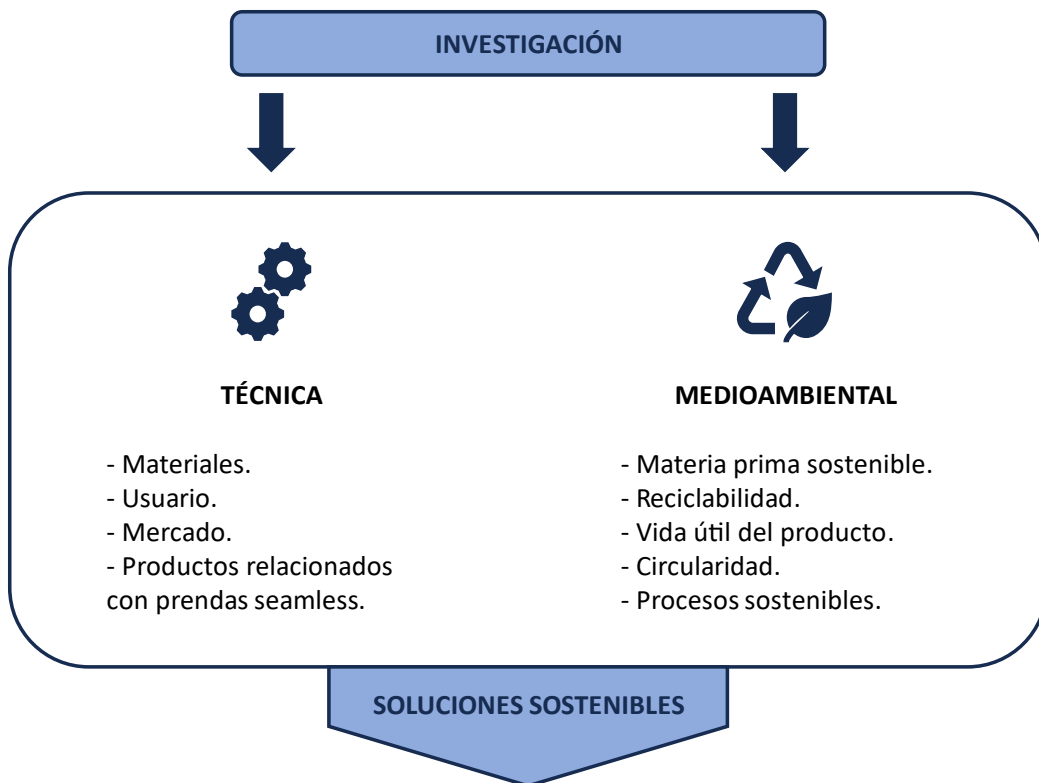 INVESTIGACIÓN
TÉCNICA
- Materiales.
- Usuario.
- Mercado.
- Productos relacionados
con prendas seamless.
MEDIOAMBIENTAL
- Materia prima sostenible.
- Reciclabilidad.
- Vida útil del producto.
- Circularidad.
- Procesos sostenibles.
SOLUCIONES SOSTENIBLES